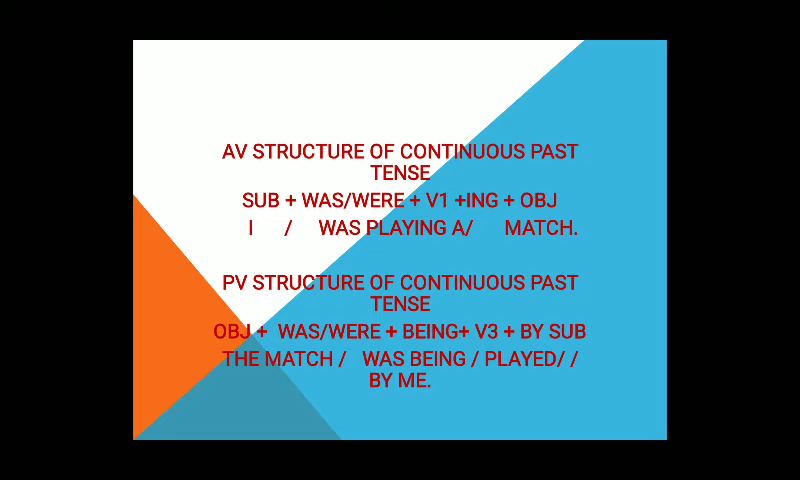 AV STRUCTURE OF CONTINUOUS PAST
TENSE
SUB + WAS/WERE + V1 +ING + OBJ
I / WAS PLAYING A/ MATCH.
PV STRUCTURE OF CONTINUOUS PAST
TENSE
OBJ + WAS/WERE + BEING+ V3 + BY SUB
THE MATCH / WAS BEING / PLAYED/ /
BY ME.